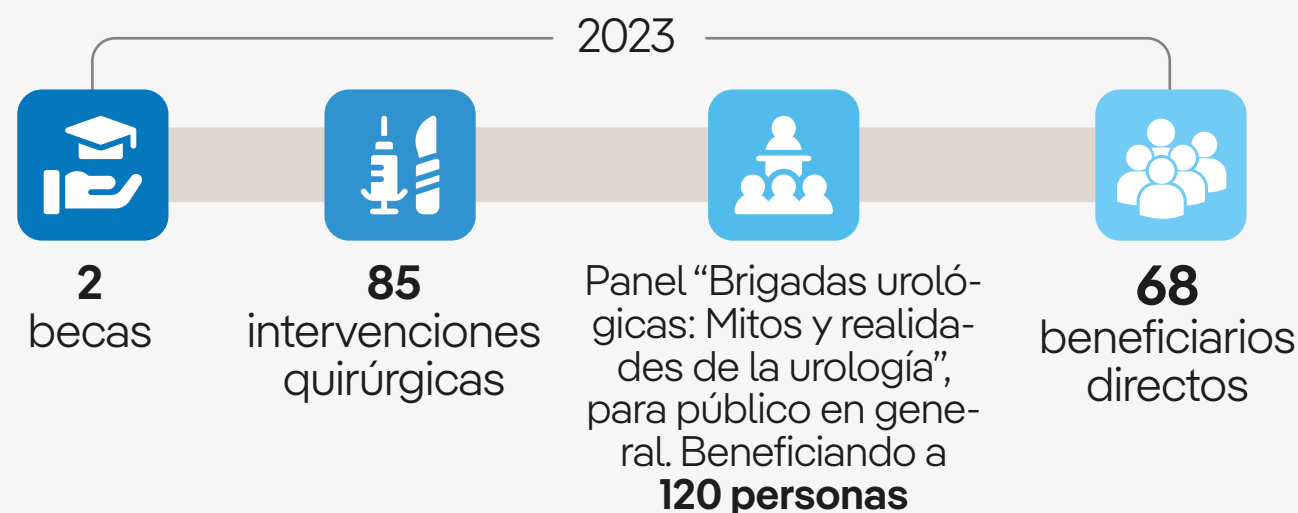 2023
2
becas
85
intervenciones
quirúrgicas
Panel “Brigadas uroló-
gicas: Mitos y realida-
des de la urología”,
para público en gene-
ral. Beneficiando a
120 personas
68
beneficiarios
directos